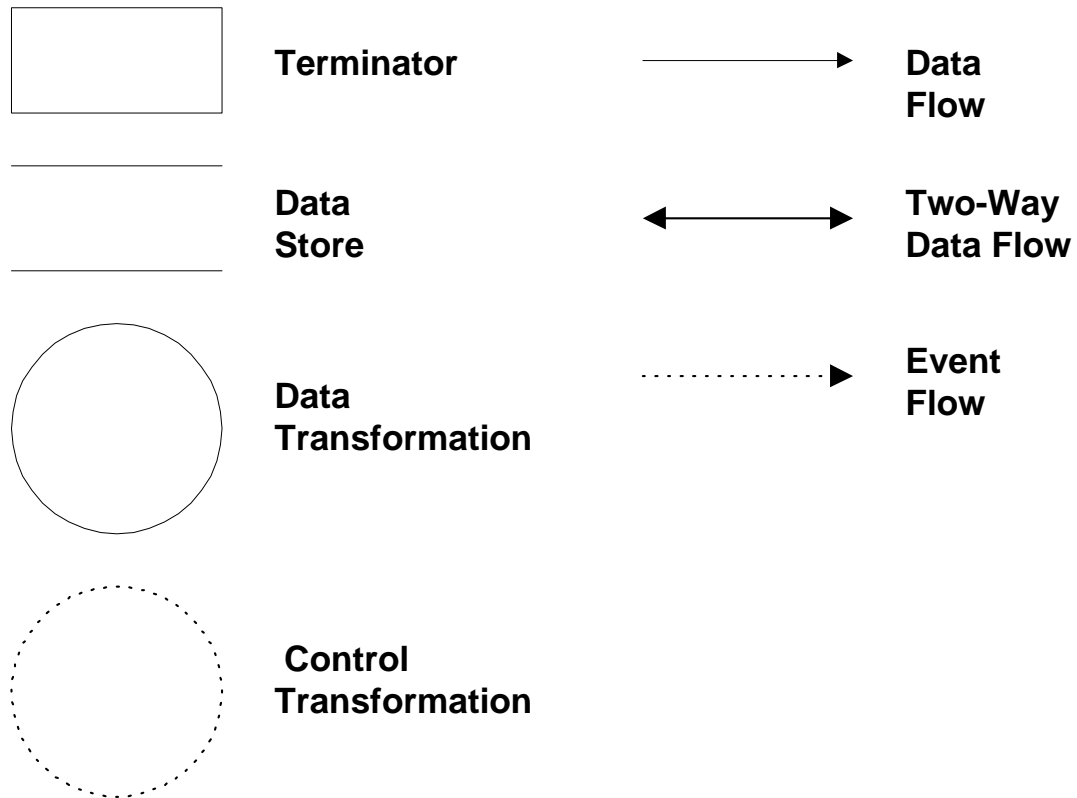 Terminator
Data
Flow
Data
Store
Two-Way
Data Flow
Data
Transformation
Event
Flow
Control
Transformation